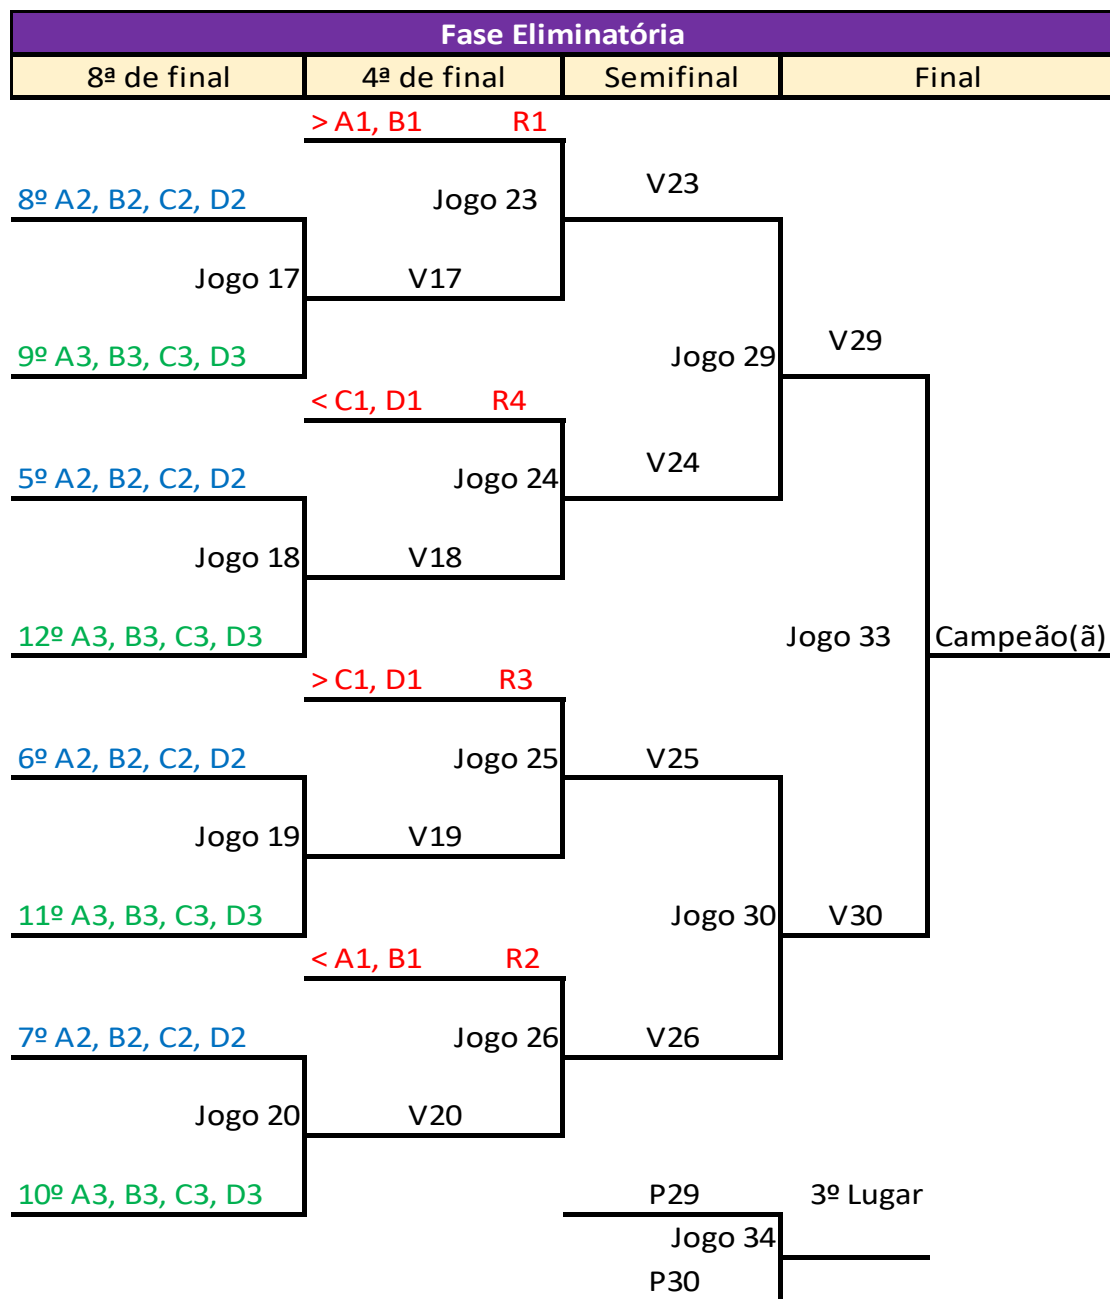 Fase Eliminatória
8ª de final 4ª de final Semifinal Final
> A1, B1 R1
V23
8º A2, B2, C2, D2 Jogo 23
Jogo 17 V17
V29
9º A3, B3, C3, D3 Jogo 29
< C1, D1 R4
V24
5º A2, B2, C2, D2 Jogo 24
Jogo 18 V18
12º A3, B3, C3, D3 Jogo 33 Campeão(ã)
> C1, D1 R3
6º A2, B2, C2, D2 Jogo 25 V25
Jogo 19 V19
11º A3, B3, C3, D3 Jogo 30 V30
< A1, B1 R2
7º A2, B2, C2, D2 Jogo 26 V26
Jogo 20 V20
10º A3, B3, C3, D3 P29 3º Lugar
Jogo 34
P30